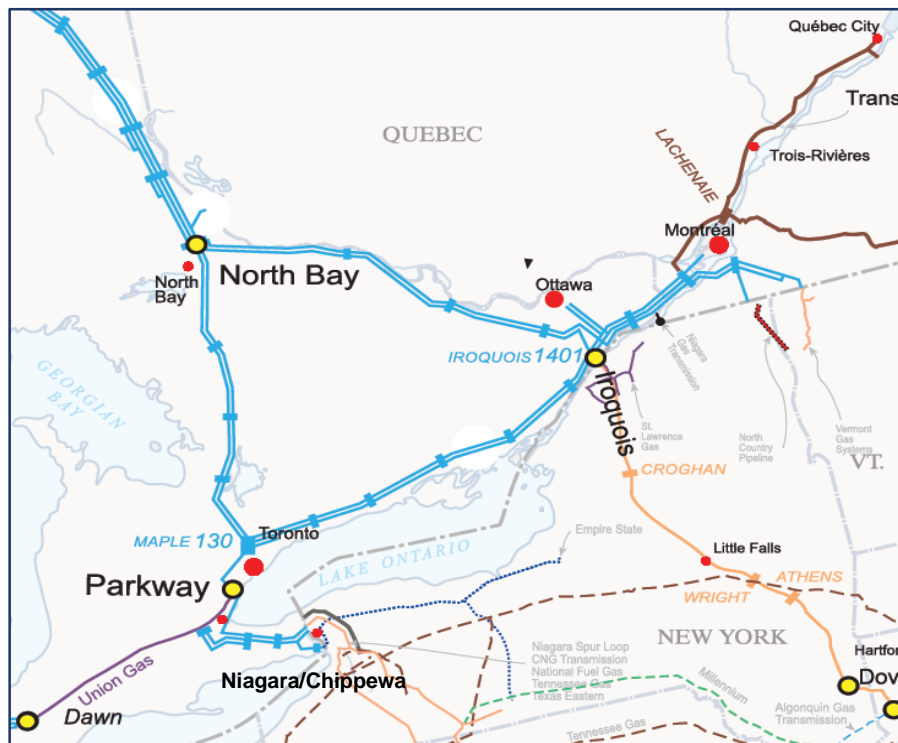 Québec City
Trans
QUEBEC
LACHENAIE
Trois-Rivières
Montréal
North Bay
North
Bay
Ottawa
IROQUOIS 1401
Iroquois
Niagara
Gas
Transmission
GEORGIAN
BAY
St.
Lawrence
Gas
North
Country
Pipeline
Vermont
Gas
Systems
VT.
CROGHAN
MAPLE 130
Toronto
Empire State
LAKE ONTARIO
Little Falls
Parkway
ATHENS
WRIGHT
NEW YORK
Union Gas
Niagara Spur Loop
CNG Transmission
National Fuel Gas
Tennessee Gas
Texas Eastern
Hartfor
Niagara/Chippewa
Dov
Millennium
Dawn
Algonquin Gas
Transmission
Tennessee Gas